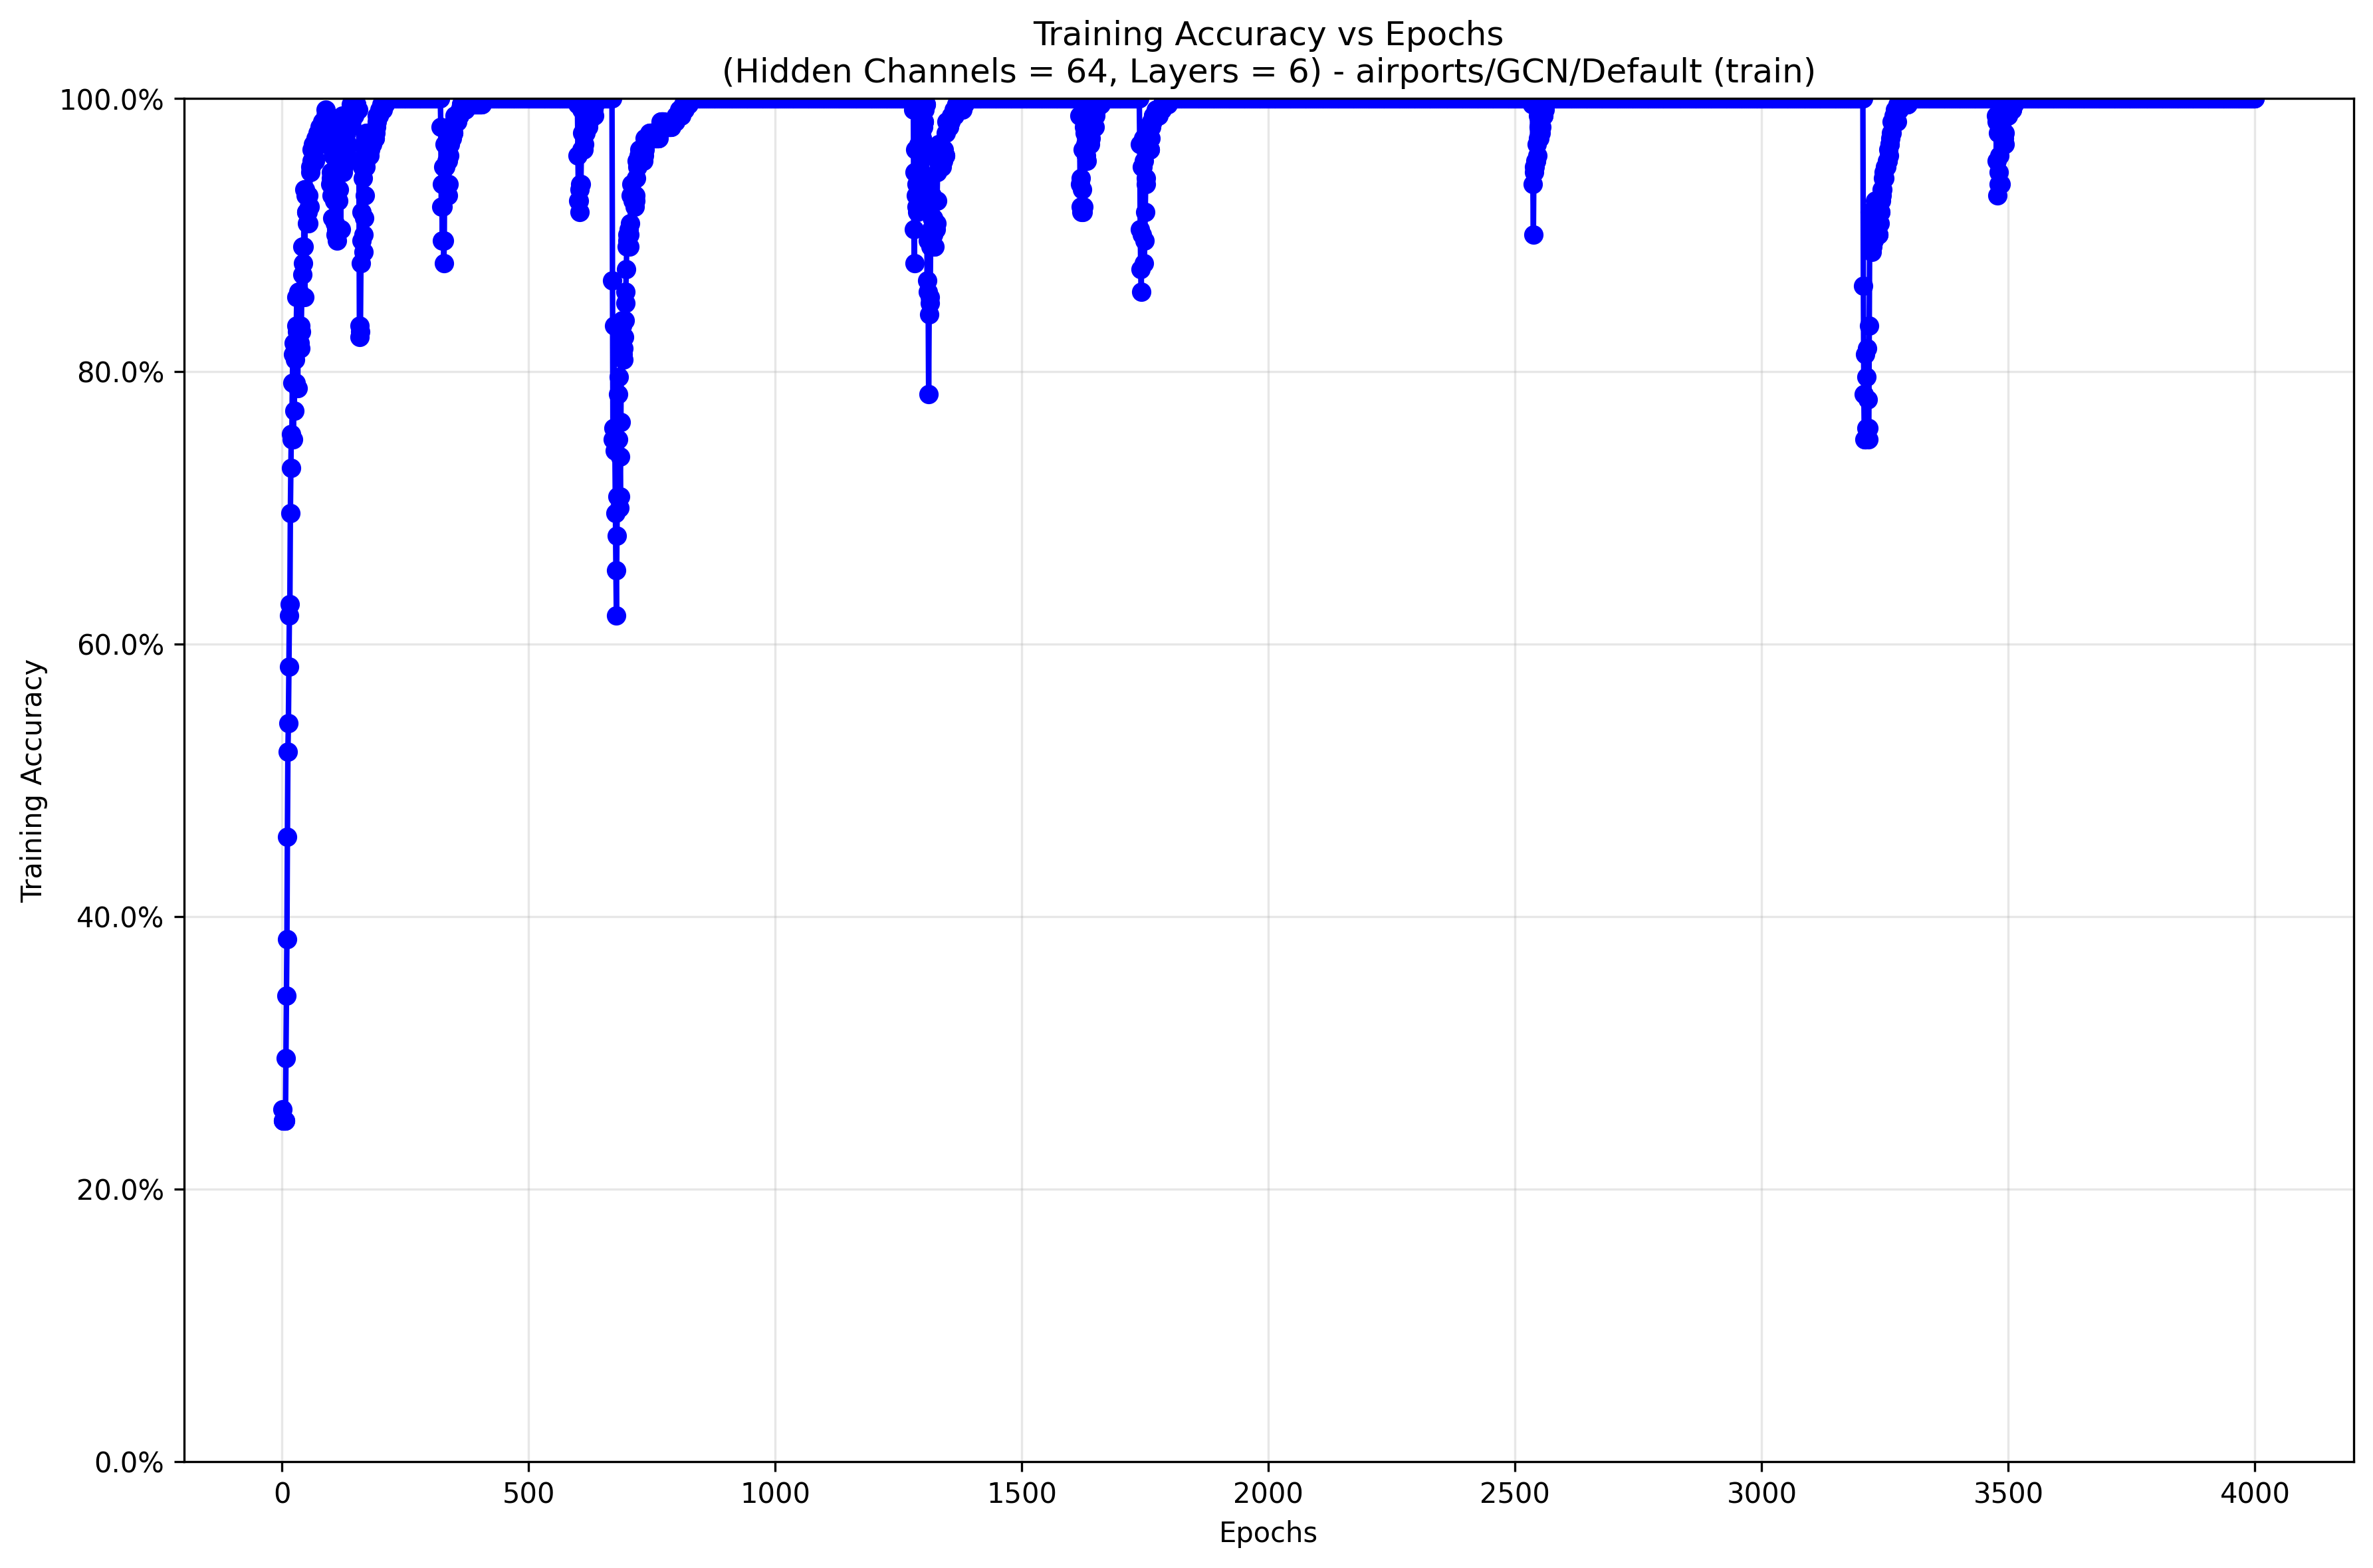 Training Accuracy vs Epochs
(Hidden Channels = 64, Layers = 6) - airports/GCN/Default (train)
100.0%
80.0%
60.0%
40.0%
20.0%
0.0%
Training Accuracy
0 500 1000 1500 2000 2500 3000 3500 4000
Epochs